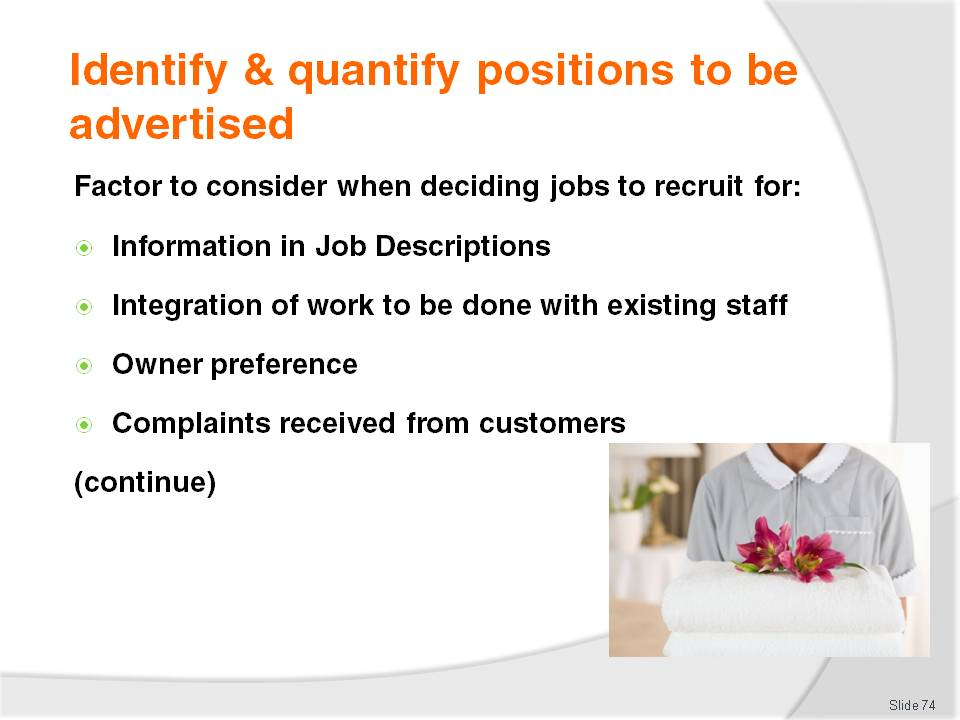 Identify & quantify positions to be
advertised
Factor to consider when deciding jobs to recruit for:
Information in Job Descriptions
Integration of work to be done with existing staff
Owner preference
Complaints received from customers
(continue)
Slide 74